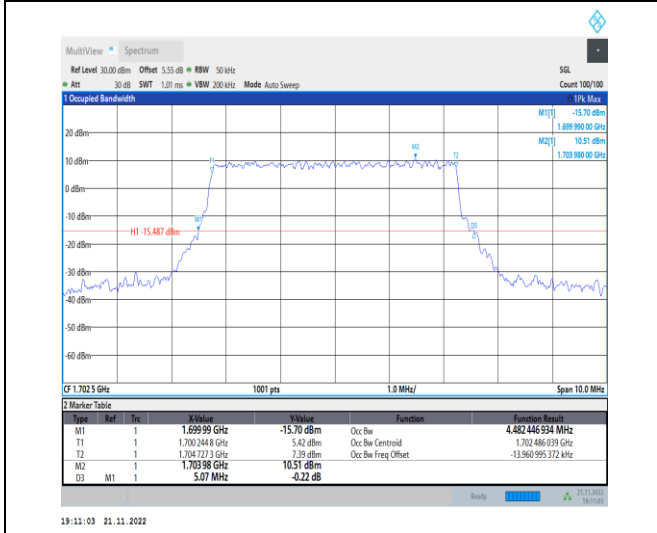 MultiView Spectrum
Ref Level 30.00 dBm Offset 5.55 dB RBW 50 kHz SGL
Att 30 dB SWT 1.01 ms VBW 200 kHz Mode Auto Sweep Count 100/100
1 Occupied Bandwidth 1Pk Max
M1[1] -15.70 dBm
1.699 990 00 GHz
M2[1] 10.51 dBm
1.703 980 00 GHz
20 dBm
M2
T1
T2
10 dBm
0 dBm
-10 dBm
M1
D3
H1 -15.487 dBm
-20 dBm
-30 dBm
-40 dBm
-50 dBm
-60 dBm
CF 1.702 5 GHz 1001 pts 1.0 MHz/ Span 10.0 MHz
2 Marker Table
Type Ref Trc X-Value Y-Value Function Function Result
M1 1 1.699 99 GHz -15.70 dBm Occ Bw 4.482 446 934 MHz
T1 1 1.700 244 8 GHz 5.42 dBm Occ Bw Centroid 1.702 486 039 GHz
T2 1 1.704 727 3 GHz 7.39 dBm Occ Bw Freq Offset -13.960 995 372 kHz
M2 1 1.703 98 GHz 10.51 dBm
D3 M1 1 5.07 MHz -0.22 dB
Ready 21.11.2022
19:11:03
19:11:03 21.11.2022